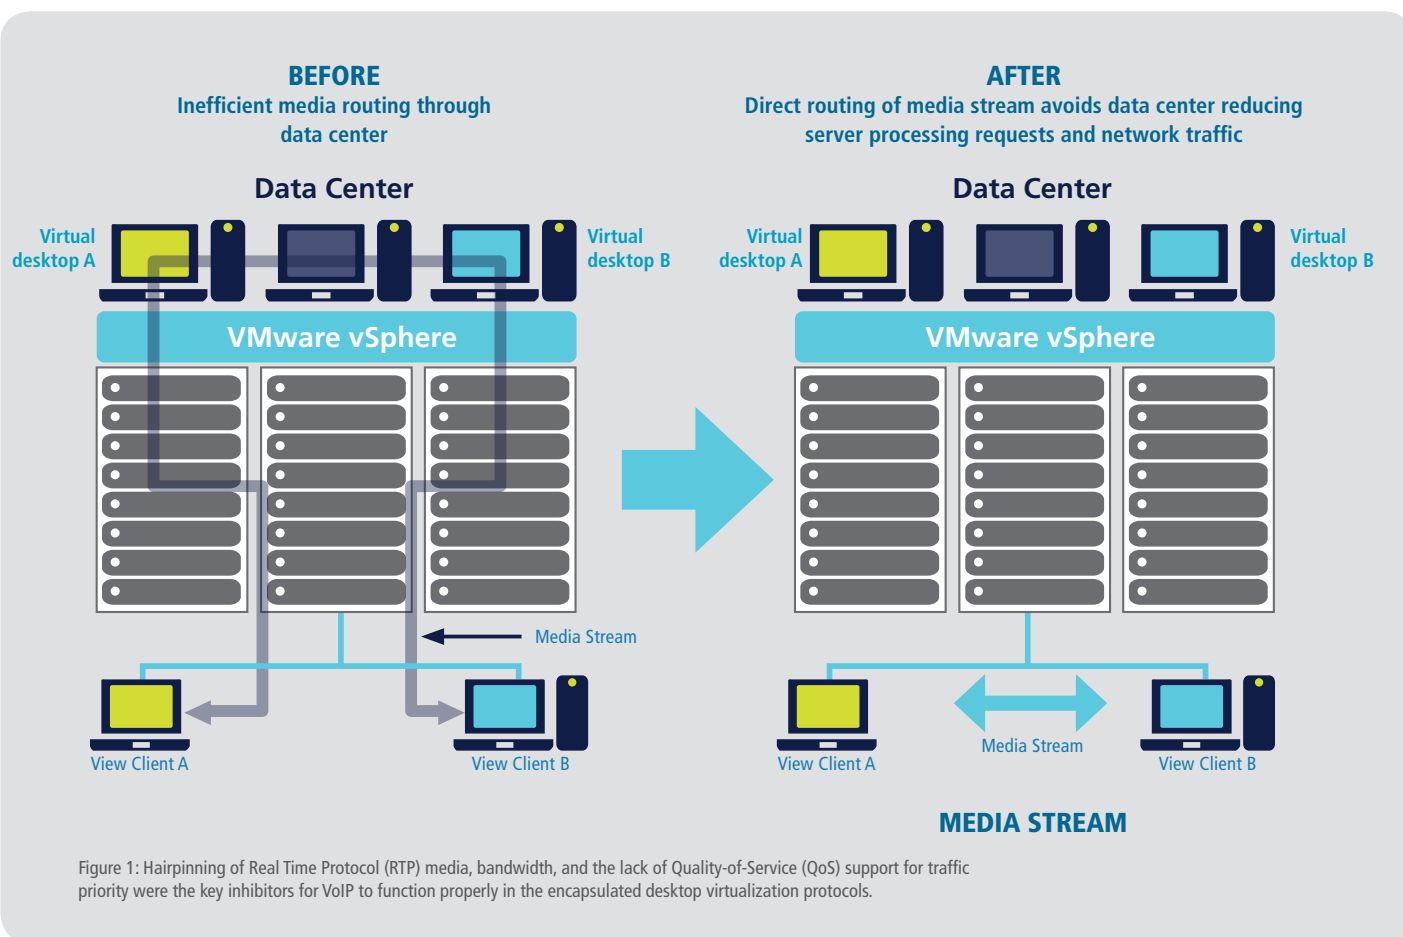 BEFORE
Inefficient media routing through
data center
Data Center
Virtual
desktop A
Virtual
desktop B
VMware vSphere
Media Stream
View Client A
View Client B
AFTER
Direct routing of media stream avoids data center reducing
server processing requests and network traffic
Data Center
Virtual
desktop A
Virtual
desktop B
VMware vSphere
Media Stream
View Client A
View Client B
MEDIA STREAM
Figure 1: Hairpinning of Real Time Protocol (RTP) media, bandwidth, and the lack of Quality-of-Service (QoS) support for traffic
priority were the key inhibitors for VoIP to function properly in the encapsulated desktop virtualization protocols.